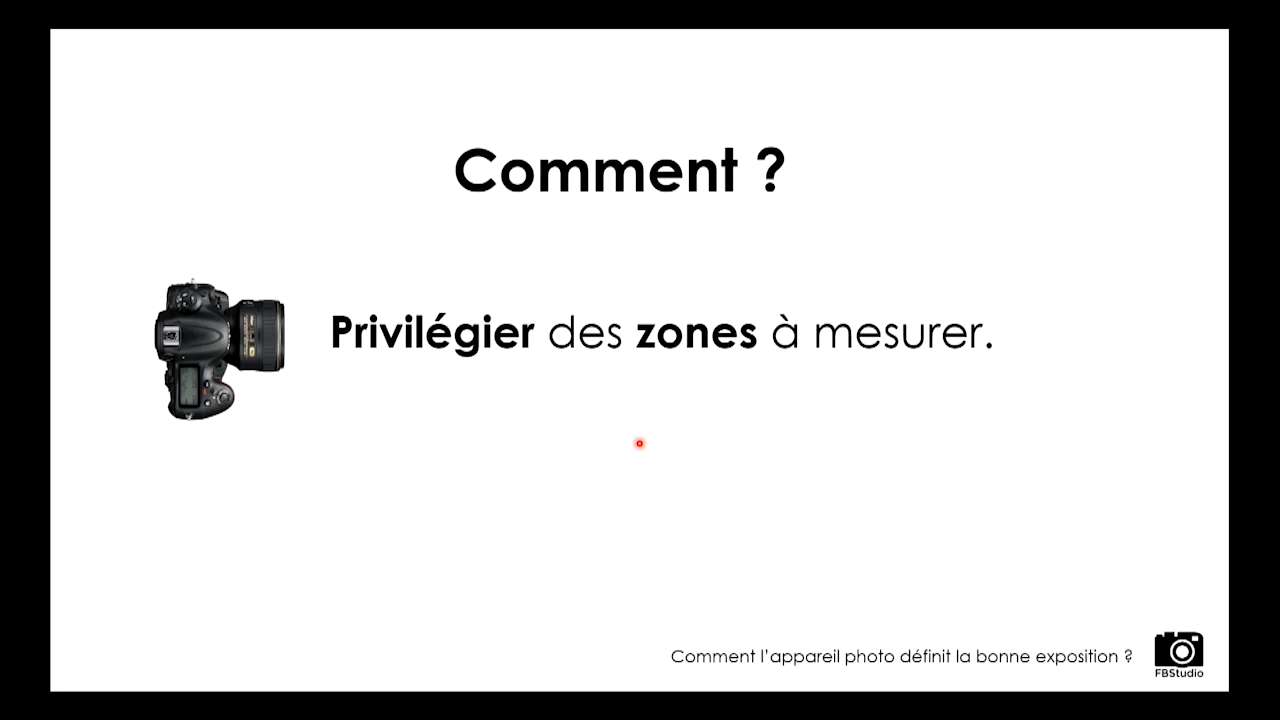 Comment ?
Privilégier des zones à mesurer.
Comment l'appareil photo définit la bonne exposition ?
FBStudio